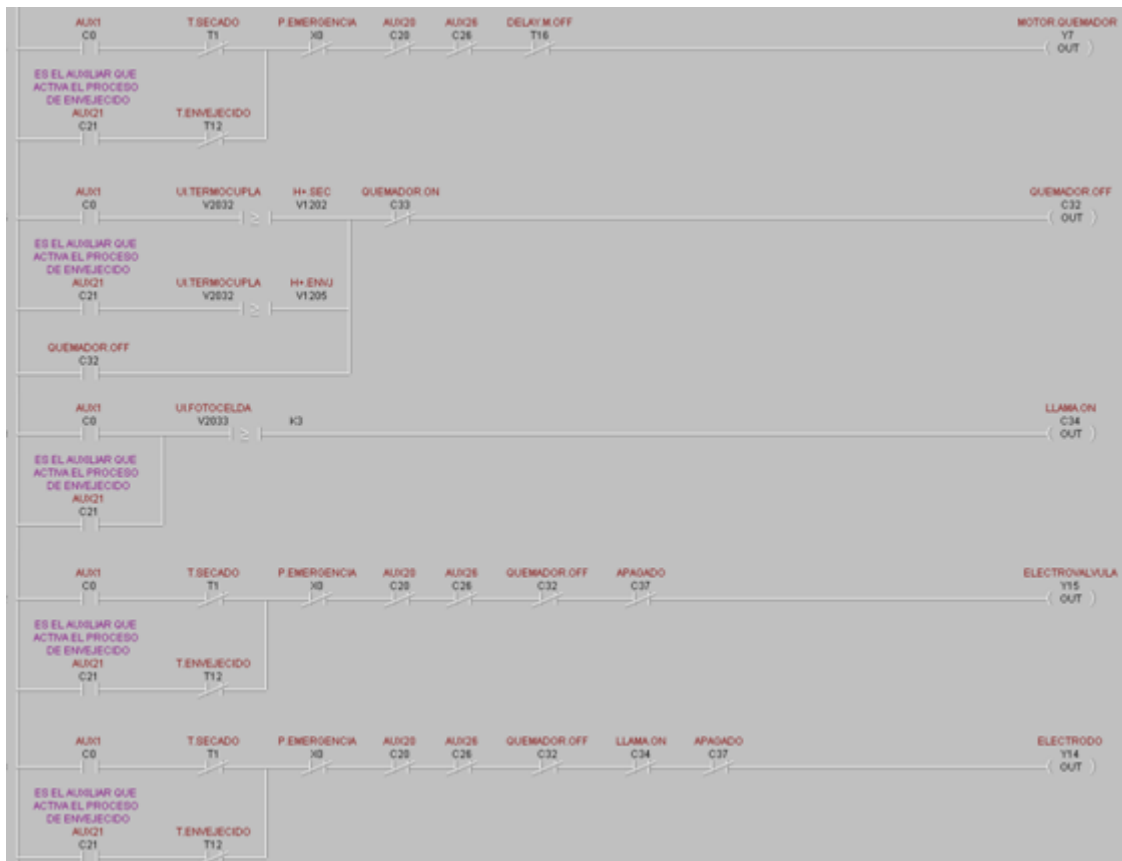 AUX1 T.SECADO P.EMERGENCIA AUX20 AUX26 DELAY.M.OFF MOTOR.QUEMADOR
C0 T1 X0 C20 C26 T16 Y7
OUT
ES EL AUXILIAR QUE
ACTIVA EL PROCESO
DE ENVEJECIDO
AUX21 T.ENVEJECIDO
C21 T12
AUX1 UI.TERMOCUPLA H+.SEC QUEMADOR.ON QUEMADOR.OFF
C0 V2032 V1202 C33 C32
≥ OUT
ES EL AUXILIAR QUE
ACTIVA EL PROCESO
DE ENVEJECIDO
AUX21 UI.TERMOCUPLA H+.ENVJ
C21 V2032 V1205
≥
QUEMADOR.OFF
C32
AUX1 UI.FOTOCELDA LLAMA.ON
C0 V2033 K3 C34
≥ OUT
ES EL AUXILIAR QUE
ACTIVA EL PROCESO
DE ENVEJECIDO
AUX21
C21
AUX1 T.SECADO P.EMERGENCIA AUX20 AUX26 QUEMADOR.OFF APAGADO ELECTROVALVULA
C0 T1 X0 C20 C26 C32 C37 Y15
OUT
ES EL AUXILIAR QUE
ACTIVA EL PROCESO
DE ENVEJECIDO
AUX21 T.ENVEJECIDO
C21 T12
AUX1 T.SECADO P.EMERGENCIA AUX20 AUX26 QUEMADOR.OFF LLAMA.ON APAGADO ELECTRODO
C0 T1 X0 C20 C26 C32 C34 C37 Y14
OUT
ES EL AUXILIAR QUE
ACTIVA EL PROCESO
DE ENVEJECIDO
AUX21 T.ENVEJECIDO
C21 T12